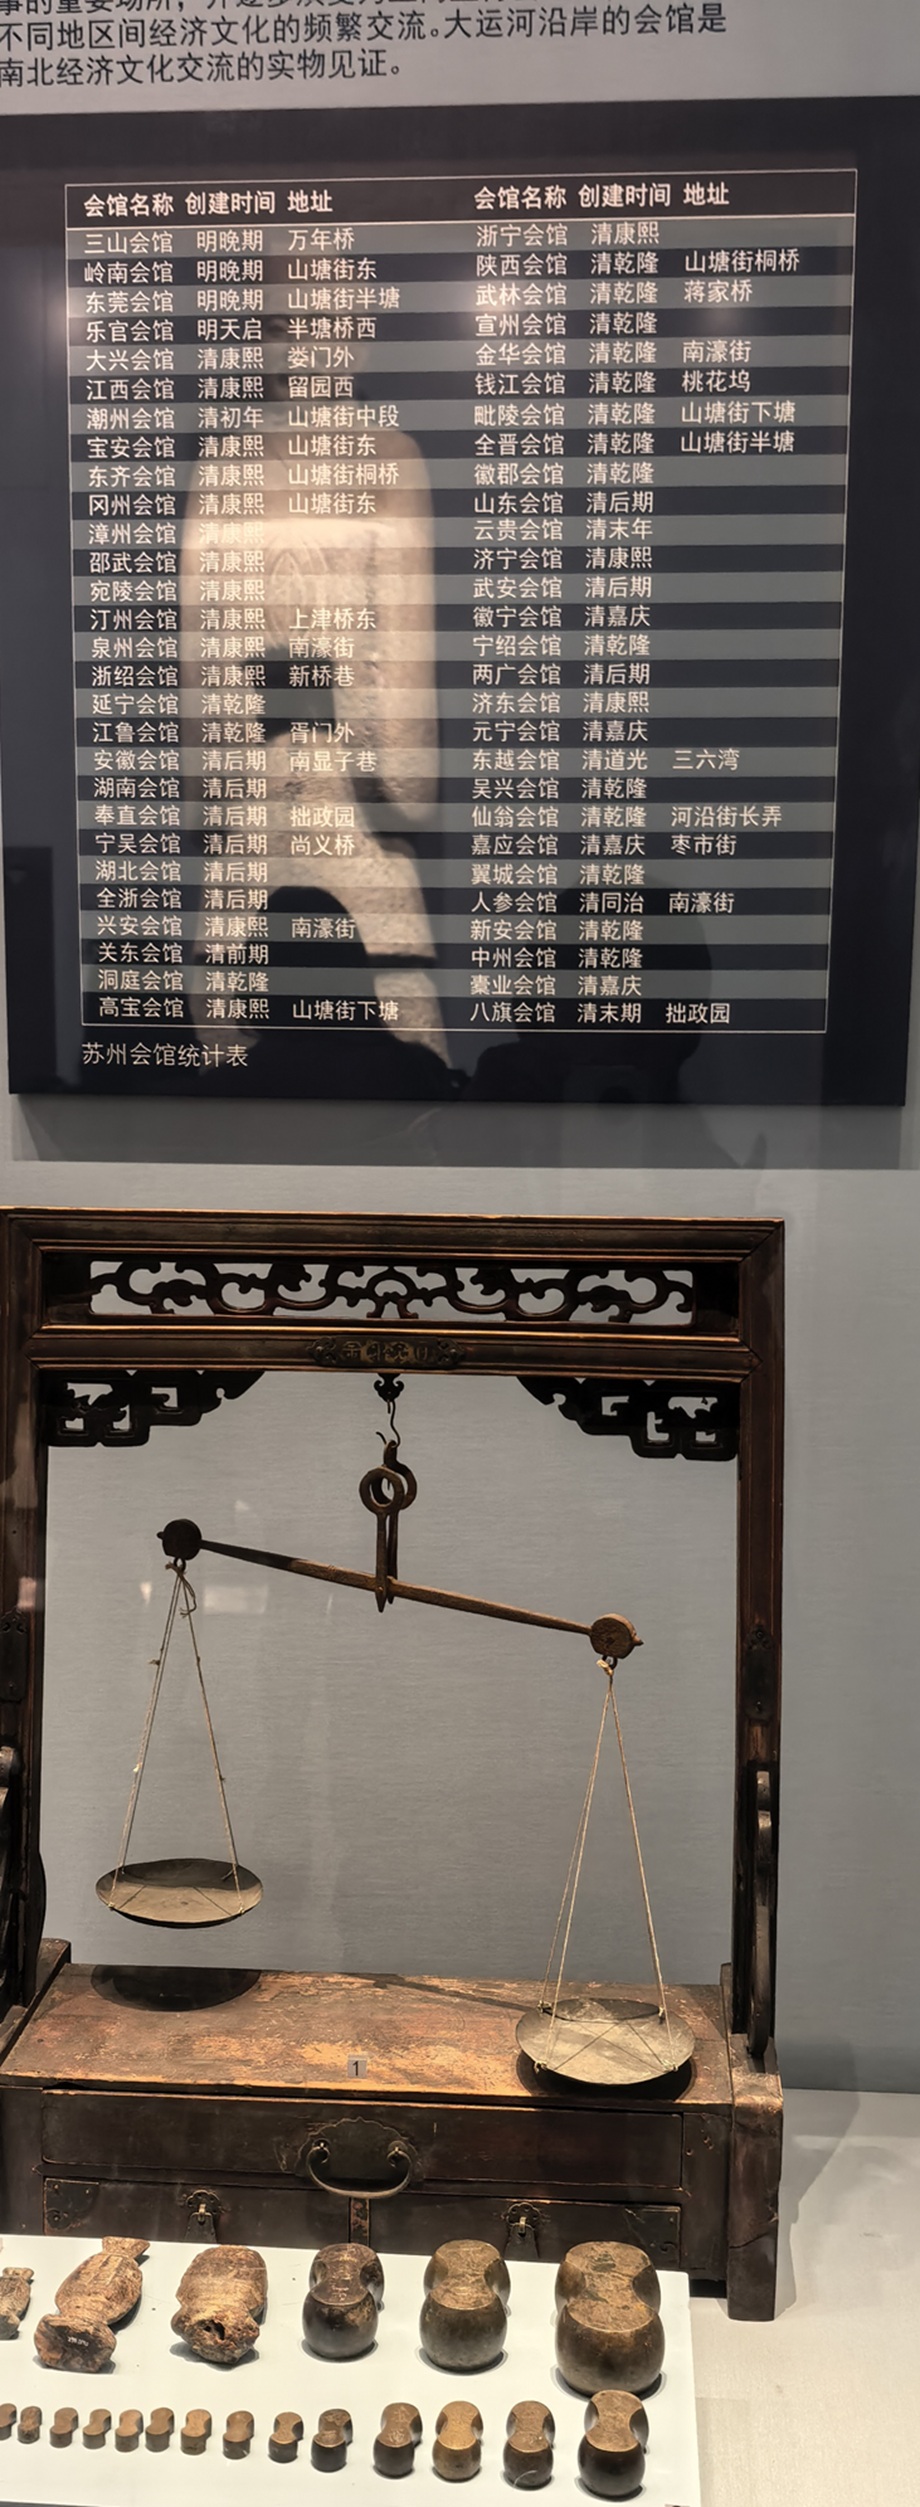 不同地区间经济文化的频繁交流。大运河沿岸的会馆是
南北经济文化交流的实物见证。
会馆名称 创建时间 地址 会馆名称 创建时间 地址
三山会馆 明晚期 万年桥 浙宁会馆 清康熙
岭南会馆 明晚期 山塘街东 陕西会馆 清乾隆 山塘街桐桥
东莞会馆 明晚期 山塘街半塘 武林会馆 清乾隆 蒋家桥
乐官会馆 明天启 半塘桥西 宣州会馆 清乾隆
大兴会馆 清康熙 娄门外 金华会馆 清乾隆 南濠街
江西会馆 清康熙 留园西 钱江会馆 清乾隆 桃花坞
潮州会馆 清初年 山塘街中段 毗陵会馆 清乾隆 山塘街下塘
宝安会馆 清康熙 山塘街东 全晋会馆 清乾隆 山塘街半塘
东齐会馆 清康熙 山塘街桐桥 徽郡会馆 清乾隆
冈州会馆 清康熙 山塘街东 山东会馆 清后期
漳州会馆 清康熙 云贵会馆 清末年
邵武会馆 清康熙 济宁会馆 清康熙
宛陵会馆 清康熙 武安会馆 清后期
汀州会馆 清康熙 上津桥东 徽宁会馆 清嘉庆
泉州会馆 清康熙 南濠街 宁绍会馆 清乾隆
浙绍会馆 清康熙 新桥巷 两广会馆 清后期
延宁会馆 清乾隆 济东会馆 清康熙
江鲁会馆 清乾隆 胥门外 元宁会馆 清嘉庆
安徽会馆 清后期 南显子巷 东越会馆 清道光 三六湾
湖南会馆 清后期 吴兴会馆 清乾隆
奉直会馆 清后期 拙政园 仙翁会馆 清乾隆 河沿街长弄
宁吴会馆 清后期 尚义桥 嘉应会馆 清嘉庆 枣市街
湖北会馆 清后期 翼城会馆 清乾隆
全浙会馆 清后期 人参会馆 清同治 南濠街
兴安会馆 清康熙 南濠街 新安会馆 清乾隆
关东会馆 清前期 中州会馆 清乾隆
洞庭会馆 清乾隆 枣业会馆 清嘉庆
高宝会馆 清康熙 山塘街下塘 八旗会馆 清末期 拙政园
苏州会馆统计表
1